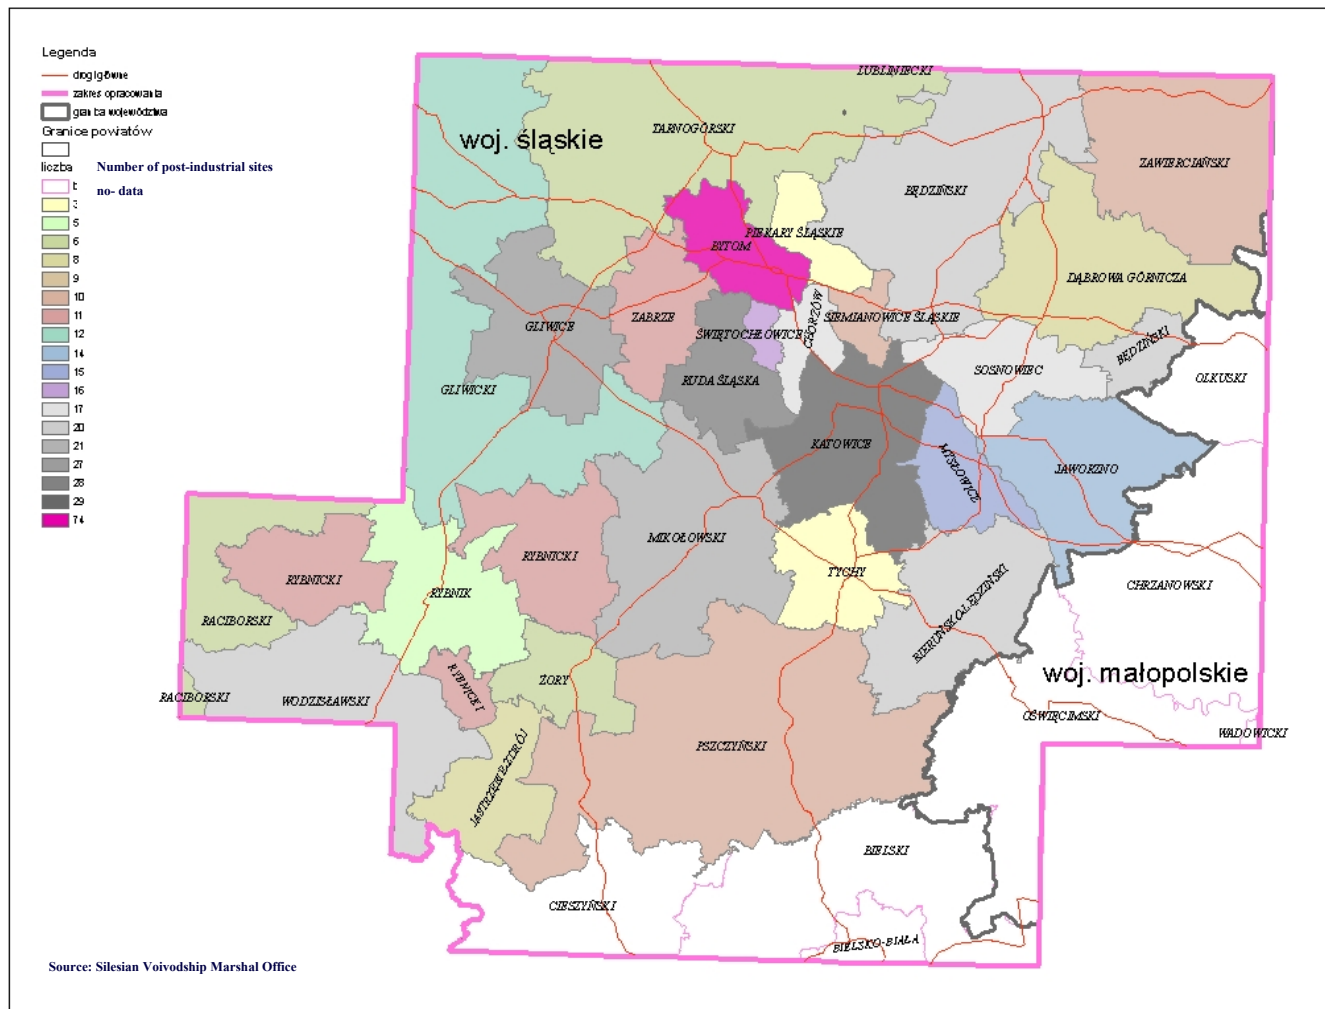 Legenda
drogi główne
zakres opracowania
granica województwa
Granice powiatów
liczba
Number of post-industrial sites
b
no- data
3
5
6
8
9
10
11
12
14
15
16
17
20
21
27
28
29
74
woj. śląskie
LUBLINIECKI
TARNOGÓRSKI
ZAWIERCIAŃSKI
BĘDZIŃSKI
PIEKARY ŚLĄSKIE
BYTOM
DĄBROWA GÓRNICZA
GLIWICE
ZABRZE
ŚWIĘTOCHŁOWICE
CHORZÓW
SIEMIANOWICE ŚLĄSKIE
BĘDZIŃSKI
SOSNOWIEC
OLKUSKI
GLIWICKI
RUDA ŚLĄSKA
KATOWICE
MYSŁOWICE
JAWORZNO
MIKOŁOWSKI
RYBNICKI
RYBNICKI
RYBNIK
TYCHY
BIERUŃSKO-LĘDZIŃSKI
CHRZANOWSKI
RACIBORSKI
woj. małopolskie
RACIBORSKI
WODZISŁAWSKI
RYBNICKI
ŻORY
OŚWIĘCIMSKI
WADOWICKI
PSZCZYŃSKI
JASTRZĘBIE-ZDRÓJ
BIELSKI
CIESZYŃSKI
BIELSKO-BIAŁA
Source: Silesian Voivodship Marshal Office